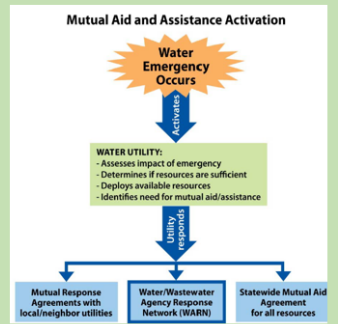 Mutual Aid and Assistance Activation
Water
Emergency
Occurs
Activates
WATER UTILITY:
- Assesses impact of emergency
- Determines if resources are sufficient
- Deploys available resources
- Identifies need for mutual aid/assistance
Utility
responds
Mutual Response
Agreements with
local/neighbor utilities
Water/Wastewater
Agency Response
Network (WARN)
Statewide Mutual Aid
Agreement
for all resources